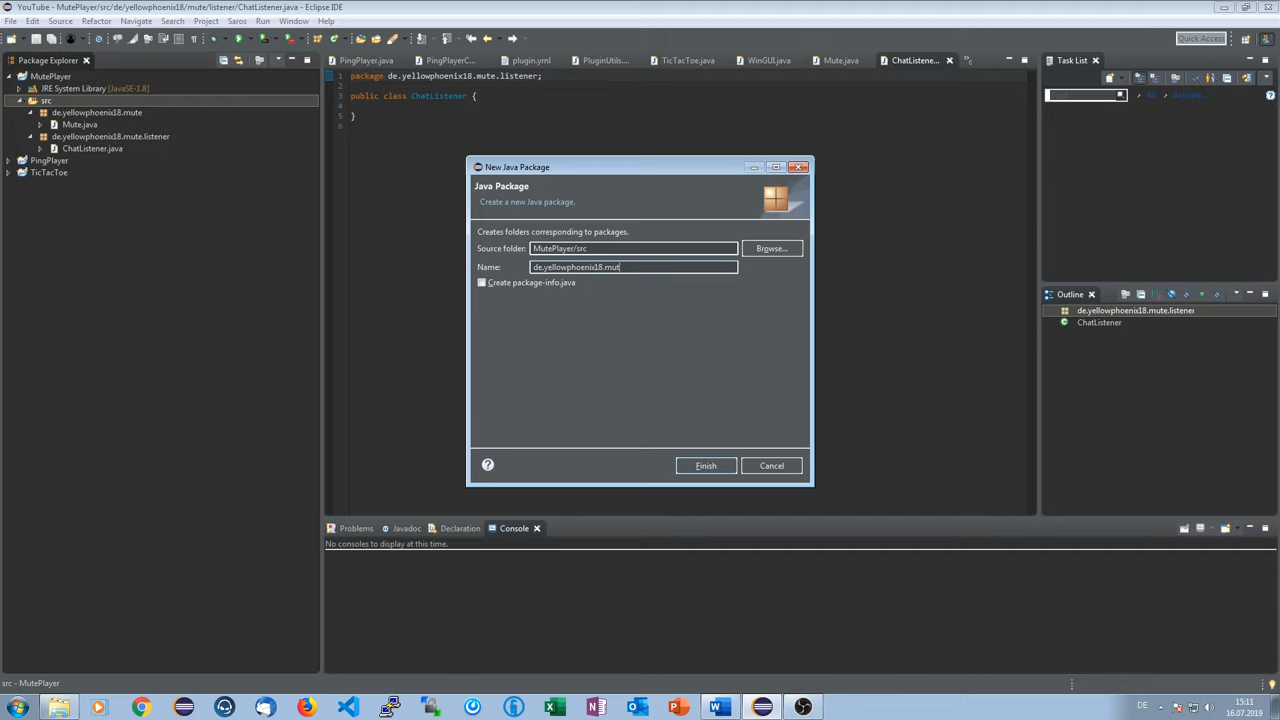 YouTube - MutePlayer/src/de/yellowphoenix18/mute/listener/ChatListener.java - Eclipse IDE
File Edit Source Refactor Navigate Search Project Saros Run Window Help
Quick Access
Package Explorer
MutePlayer
JRE System Library [JavaSE-1.8]
src
de.yellowphoenix18.mute
Mute.java
de.yellowphoenix18.mute.listener
ChatListener.java
PingPlayer
TicTacToe
PingPlayer.java
PingPlayerC...
plugin.yml
PluginUtils....
TicTacToe.java
WinGUI.java
Mute.java
ChatListene...
1 package de.yellowphoenix18.mute.listener;
2
3 public class ChatListener {
4
5 }
6
New Java Package
Java Package
Create a new Java package.
Creates folders corresponding to packages.
Source folder: MutePlayer/src Browse...
Name: de.yellowphoenix18.mut
Create package-info.java
Finish Cancel
Task List
All Activate...
Outline
de.yellowphoenix18.mute.listener
ChatListener
Problems Javadoc Declaration Console
No consoles to display at this time.
src - MutePlayer
DE
15:11
16.07.2019